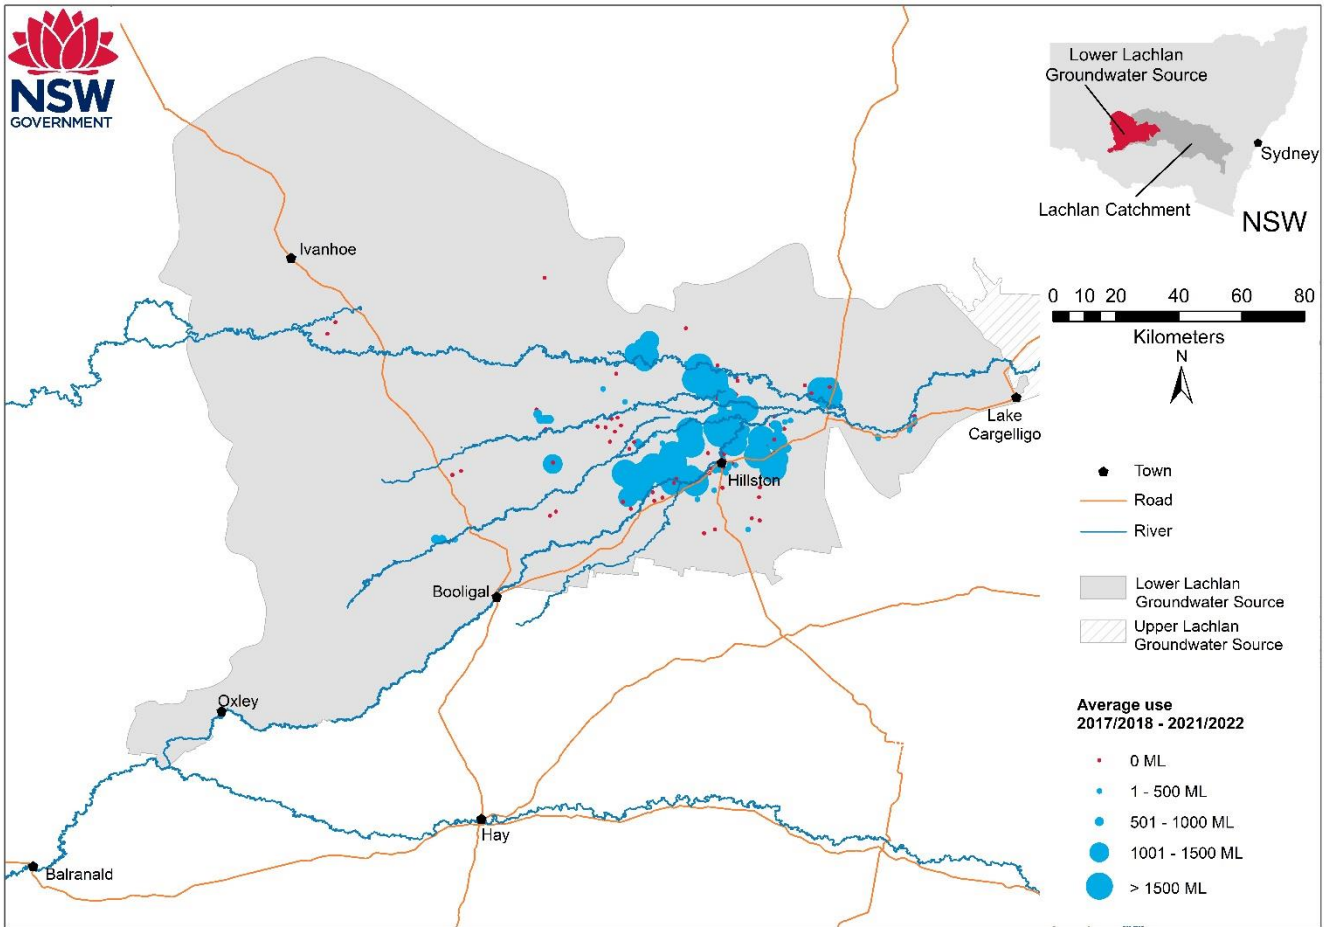 NSW
GOVERNMENT
Lower Lachlan
Groundwater Source
Sydney
Lachlan Catchment
NSW
0 10 20 40 60 80
Kilometers
N
Ivanhoe
Lake
Cargelligo
Hillston
Booligal
Oxley
Hay
Balranald
Town
Road
River
Lower Lachlan
Groundwater Source
Upper Lachlan
Groundwater Source
Average use
2017/2018 - 2021/2022
0 ML
1 - 500 ML
501 - 1000 ML
1001 - 1500 ML
> 1500 ML